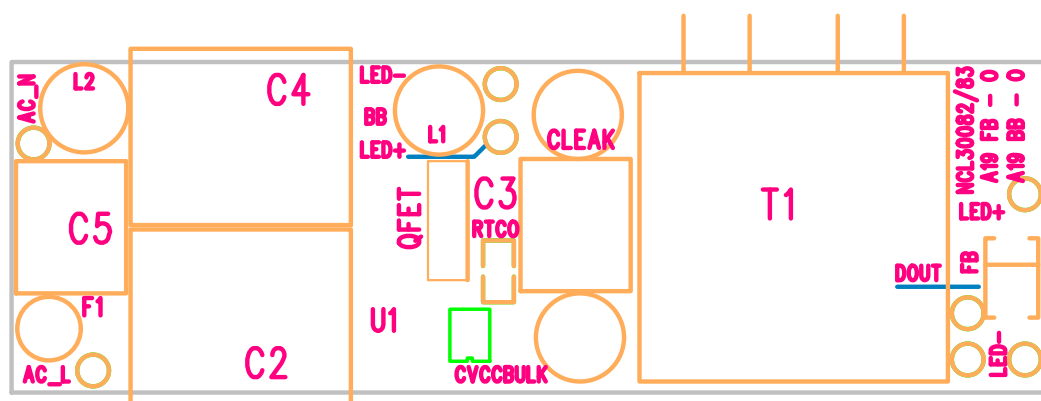 AC_N
L2
C4
LED-
BB
LED+
L1
CLEAK
NCL30082/83
A19 FB - 0
A19 BB - 0
C5
QFET
C3
RTCO
T1
LED+
DOUT
FB
F1
U1
C2
AC_L
CVCCBULK
LED-